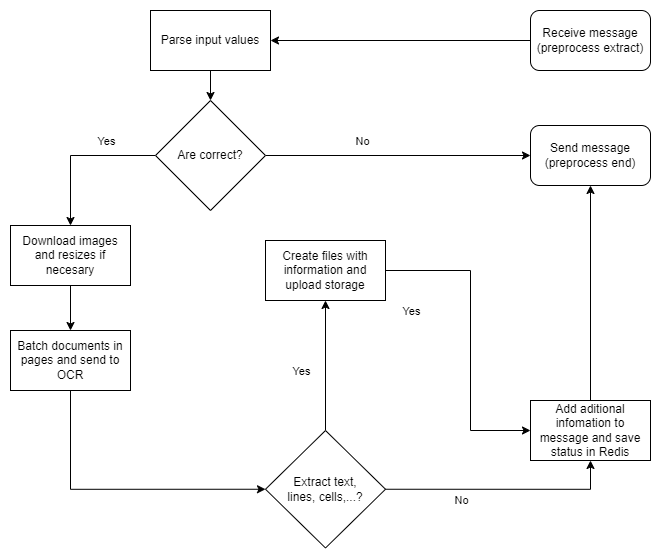 Parse input values
Receive message
(preprocess extract)
Yes
Are correct?
No
Send message
(preprocess end)
Download images
and resizes if
necesary
Create files with
information and
upload storage
Yes
Batch documents in
pages and send to
OCR
Yes
Add aditional
infomation to
message and save
status in Redis
Extract text,
lines, cells,...?
No